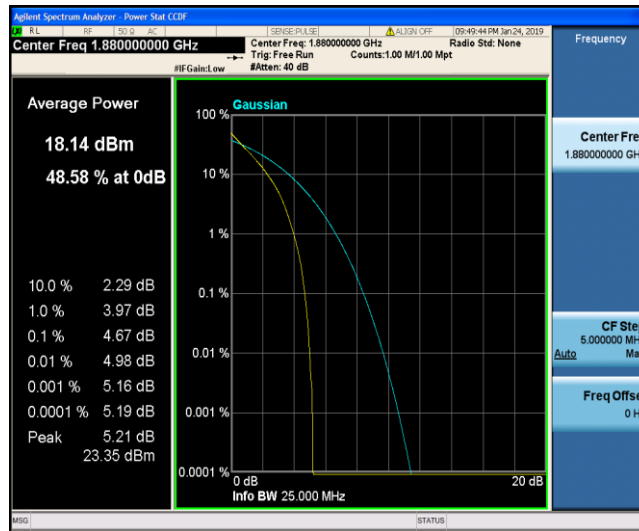 Agilent Spectrum Analyzer - Power Stat CCDF
RL RF 50 Ω AC SENSE:PULSE ALIGN OFF 09:49:44 PM Jan 24, 2019
Center Freq 1.880000000 GHz
Center Freq: 1.880000000 GHz Radio Std: None
Trig: Free Run Counts:1.00 M/1.00 Mpt
#IFGain:Low #Atten: 40 dB
Frequency
Average Power
18.14 dBm
48.58 % at 0dB
10.0 % 2.29 dB
1.0 % 3.97 dB
0.1 % 4.67 dB
0.01 % 4.98 dB
0.001 % 5.16 dB
0.0001 % 5.19 dB
Peak 5.21 dB
23.35 dBm
Gaussian
100 %
10 %
1 %
0.1 %
0.01 %
0.001 %
0.0001 %
0 dB 20 dB
Info BW 25.000 MHz
Center Fre
1.880000000 GH
CF Ste
5.000000 MH
Auto Ma
Freq Offse
0 H
MSG STATUS